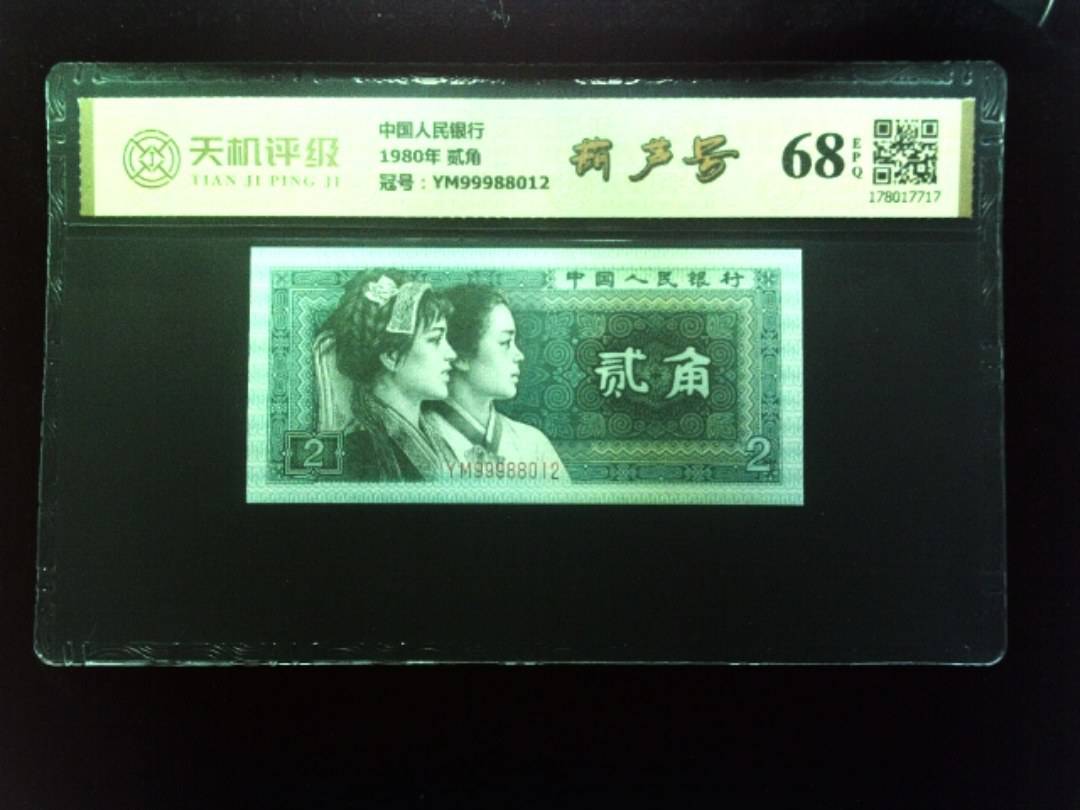 天机评级
TIAN JI PING JI
中国人民银行
1980年 贰角
冠号：YM99988012
葫芦号
68
EPQ
178017717
中国人民银行
贰角
2
YM99988012
2